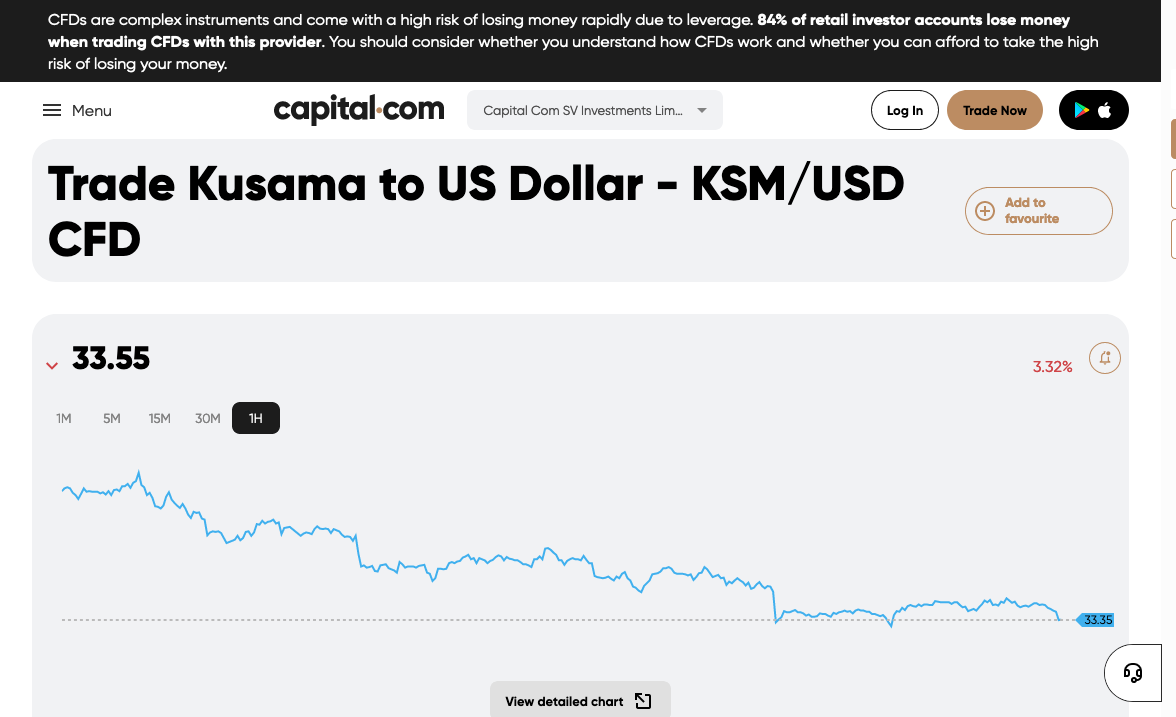 CFDs are complex instruments and come with a high risk of losing money rapidly due to leverage. 84% of retail investor accounts lose money
when trading CFDs with this provider. You should consider whether you understand how CFDs work and whether you can afford to take the high
risk of losing your money.
Menu
capital.com
Capital Com SV Investments Lim...
Log In
Trade Now
Trade Kusama to US Dollar - KSM/USD
CFD
Add to
favourite
33.55
3.32%
1M 5M 15M 30M 1H
33.35
View detailed chart